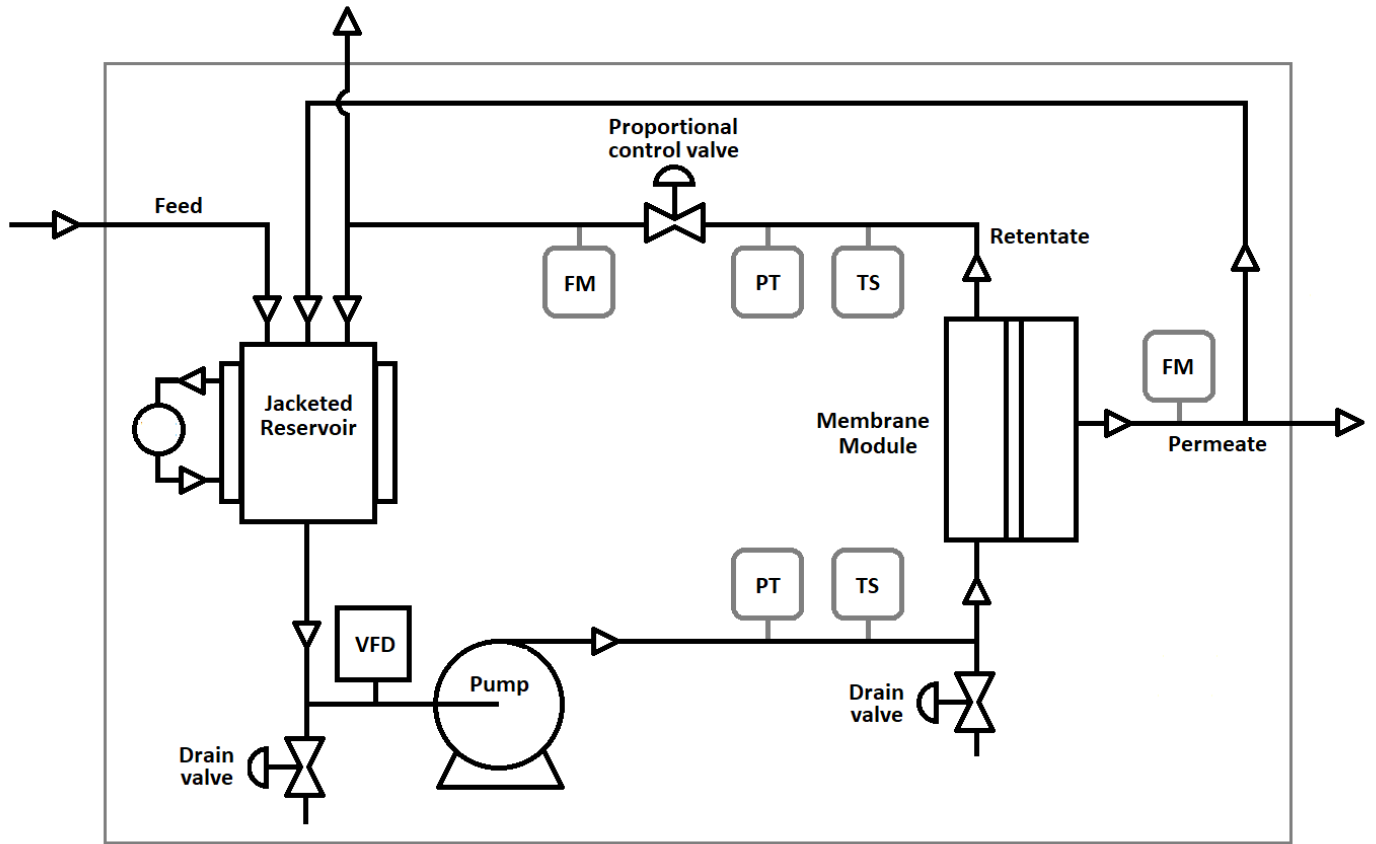 Proportional
control valve
Feed
Retentate
FM
PT
TS
FM
Jacketed
Reservoir
Membrane
Module
Permeate
PT
TS
VFD
Pump
Drain
valve
Drain
valve